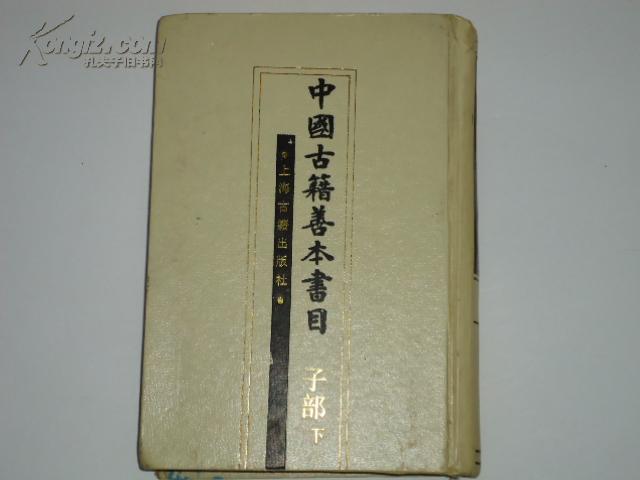 Kongfz.com
孔夫子旧书网
中國古籍善本書目
子部 下
上海古籍出版社